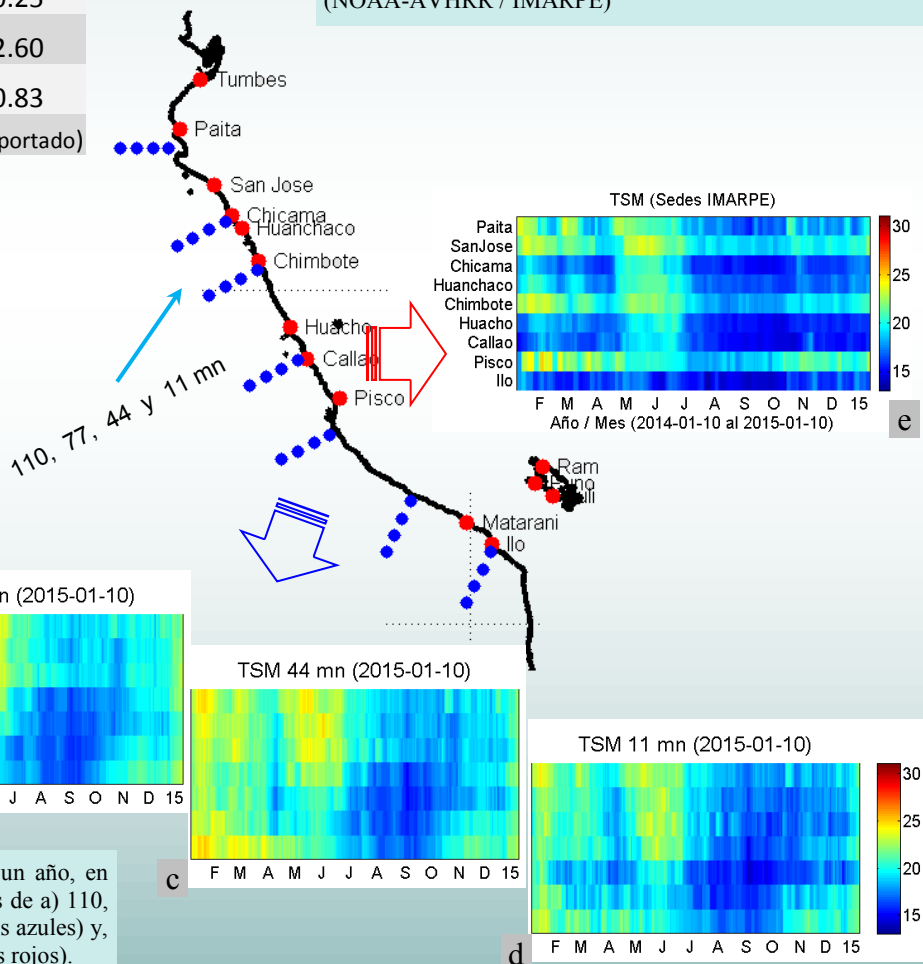 (NOAA-AVHRR / IMARPE)
2.60
0.83
Tumbes
Paita
San Jose
Chicama
Huanchaco
Chimbote
Huacho
Callao
Pisco
110, 77, 44 y 11 mn
Ram
Matarani
Ilo
TSM (Sedes IMARPE)
Paita
SanJose
Chicama
Huanchaco
Chimbote
Huacho
Callao
Pisco
Ilo
30
25
20
15
F M A M J J A S O N D 15
Año / Mes (2014-01-10 al 2015-01-10)
e
n (2015-01-10)
J A S O N D 15
TSM 44 mn (2015-01-10)
F M A M J J A S O N D 15
c
TSM 11 mn (2015-01-10)
30
25
20
15
F M A M J J A S O N D 15
d
un año, en
s de a) 110,
s azules) y,
s rojos).